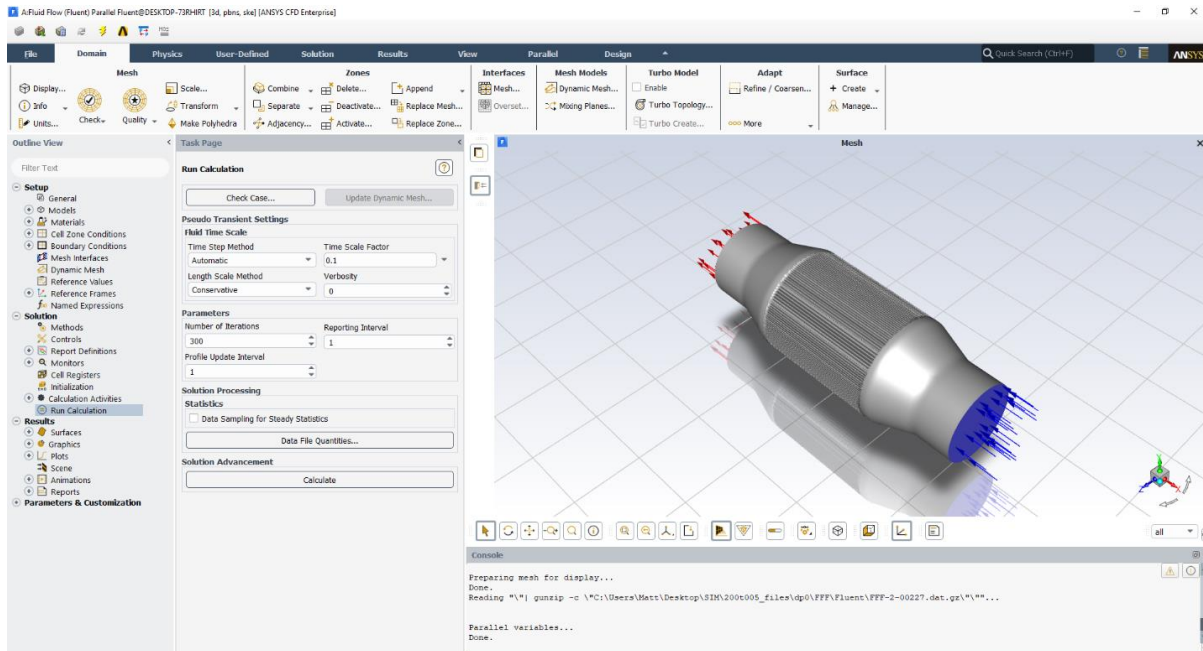 A:Fluid Flow (Fluent) Parallel Fluent@DESKTOP-73RHIRT [3d, pbns, ske] [ANSYS CFD Enterprise]
File Domain Physics User-Defined Solution Results View Parallel Design Quick Search (Ctrl+F) ANSYS
Mesh Zones Interfaces Mesh Models Turbo Model Adapt Surface
Display... Scale... Combine Delete... Append Mesh... Dynamic Mesh... Enable Refine / Coarsen... + Create
Info Transform Separate Deactivate... Replace Mesh... Overset... Mixing Planes... Turbo Topology... Manage...
Units... Check Quality Make Polyhedra Adjacency... Activate... Replace Zone... Turbo Create... More
Outline View
Filter Text
Setup
General
Models
Materials
Cell Zone Conditions
Boundary Conditions
Mesh Interfaces
Dynamic Mesh
Reference Values
Reference Frames
Named Expressions
Solution
Methods
Controls
Report Definitions
Monitors
Cell Registers
Initialization
Calculation Activities
Run Calculation
Results
Surfaces
Graphics
Plots
Scene
Animations
Reports
Parameters & Customization
Task Page
Run Calculation
Check Case... Update Dynamic Mesh...
Pseudo Transient Settings
Fluid Time Scale
Time Step Method Time Scale Factor
Automatic 0.1
Length Scale Method Verbosity
Conservative 0
Parameters
Number of Iterations Reporting Interval
300 1
Profile Update Interval
1
Solution Processing
Statistics
Data Sampling for Steady Statistics
Data File Quantities...
Solution Advancement
Calculate
Mesh
all
Console
Preparing mesh for display...
Done.
Reading "\"| gunzip -c \"C:\Users\Matt\Desktop\SIM\200t005_files\dp0\FFF\Fluent\FFF-2-00227.dat.gz\"\""...
Parallel variables...
Done.